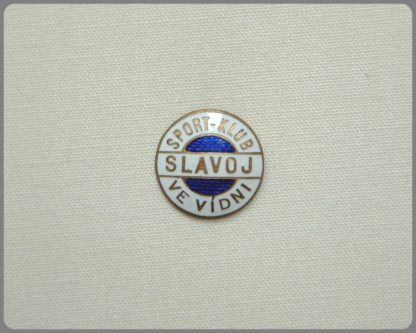 SPORT-KLUB
SLAVOJ
VE VÍDNI